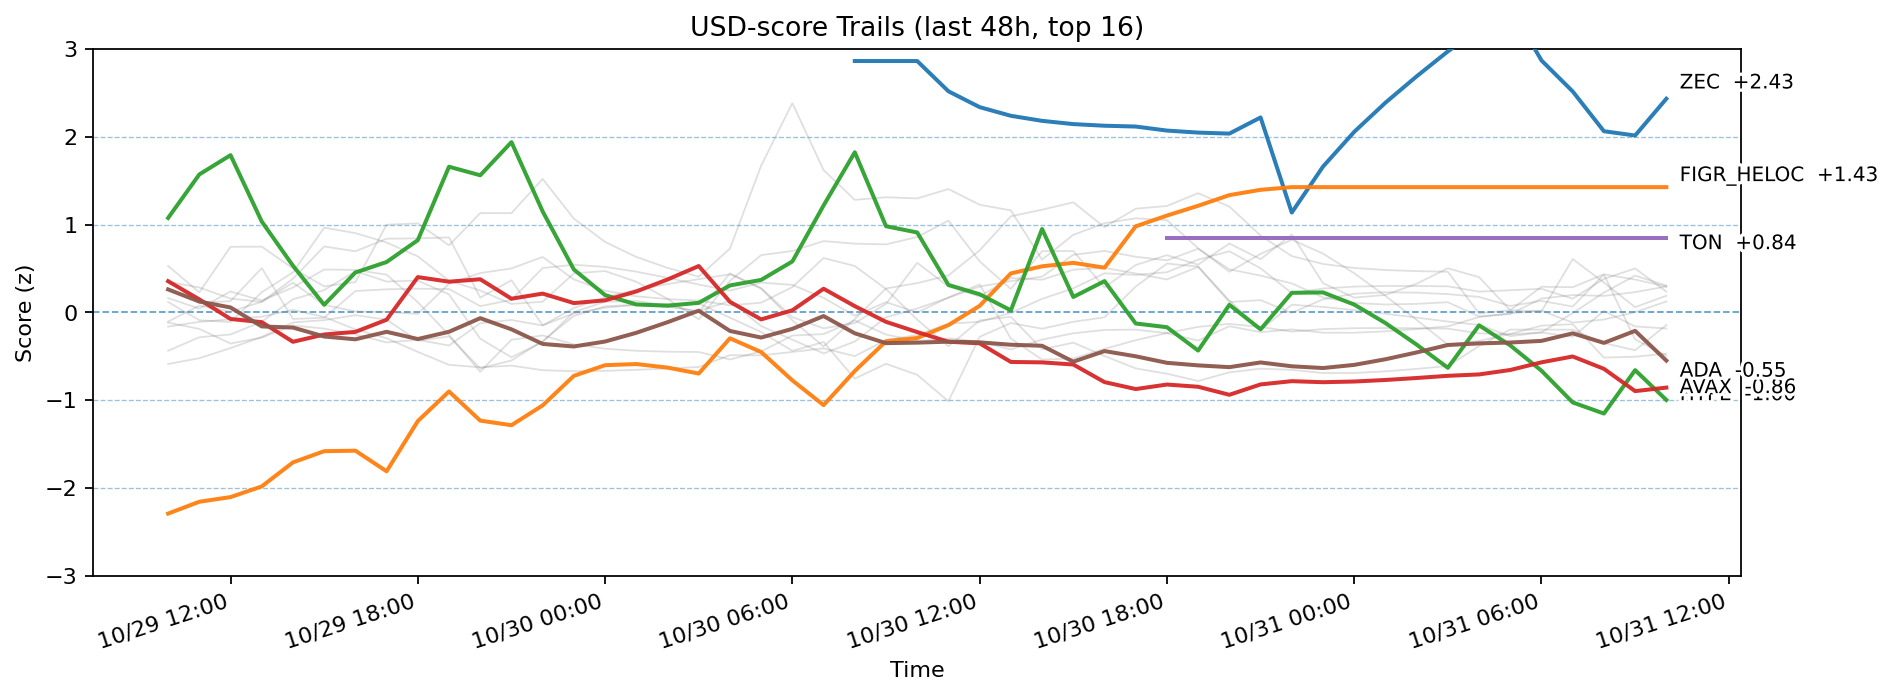 USD-score Trails (last 48h, top 16)
Score (z)
3
2
1
0
−1
−2
−3
ZEC +2.43
FIGR_HELOC +1.43
TON +0.84
ADA -0.55
AVAX -0.86
10/29 12:00
10/29 18:00
10/30 00:00
10/30 06:00
10/30 12:00
10/30 18:00
10/31 00:00
10/31 06:00
10/31 12:00
Time